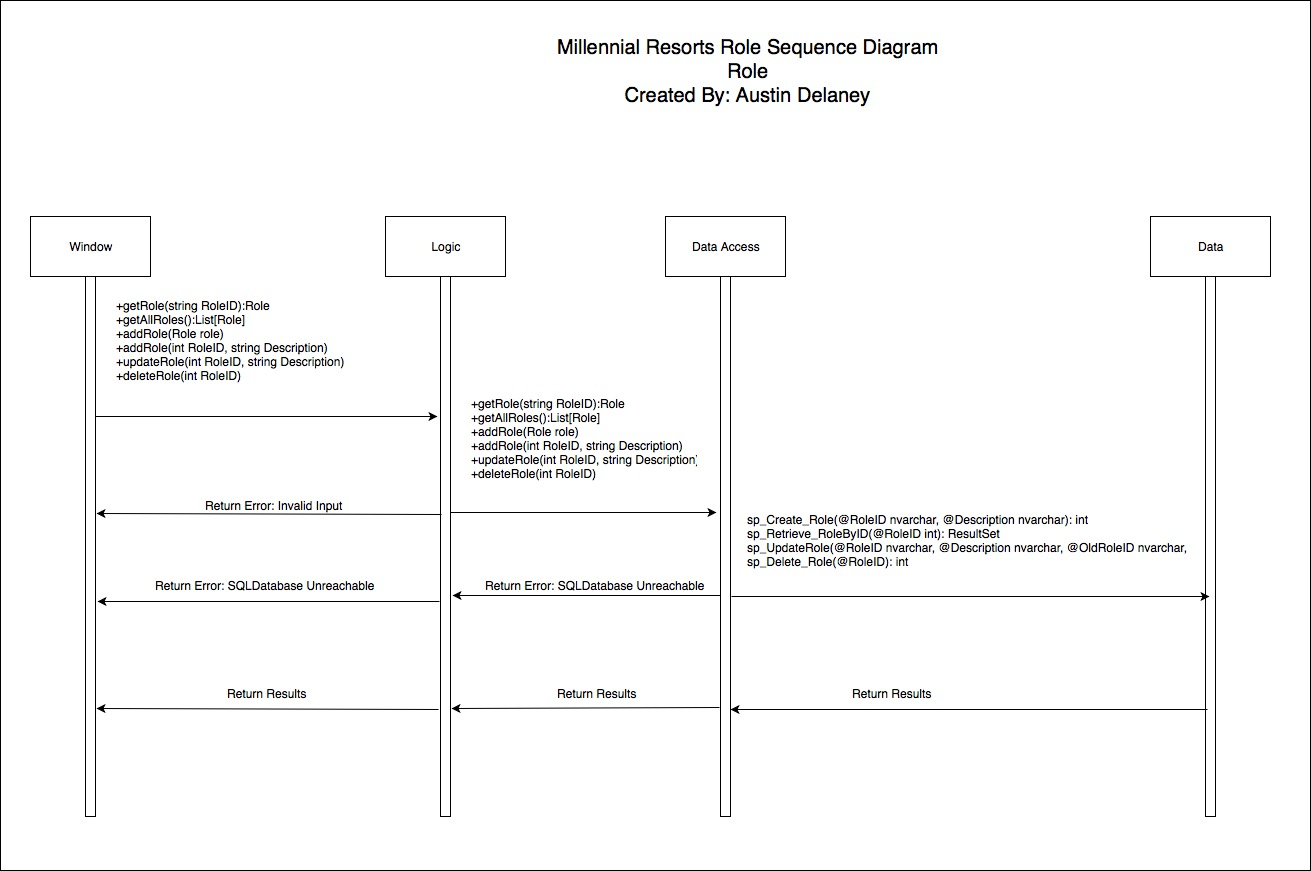 Millennial Resorts Role Sequence Diagram
Role
Created By: Austin Delaney
Window
Logic
Data Access
Data
+getRole(string RoleID):Role
+getAllRoles():List[Role]
+addRole(Role role)
+addRole(int RoleID, string Description)
+updateRole(int RoleID, string Description)
+deleteRole(int RoleID)
+getRole(string RoleID):Role
+getAllRoles():List[Role]
+addRole(Role role)
+addRole(int RoleID, string Description)
+updateRole(int RoleID, string Description)
+deleteRole(int RoleID)
Return Error: Invalid Input
sp_Create_Role(@RoleID nvarchar, @Description nvarchar): int
sp_Retrieve_RoleByID(@RoleID int): ResultSet
sp_UpdateRole(@RoleID nvarchar, @Description nvarchar, @OldRoleID nvarchar,
sp_Delete_Role(@RoleID): int
Return Error: SQLDatabase Unreachable
Return Error: SQLDatabase Unreachable
Return Results
Return Results
Return Results